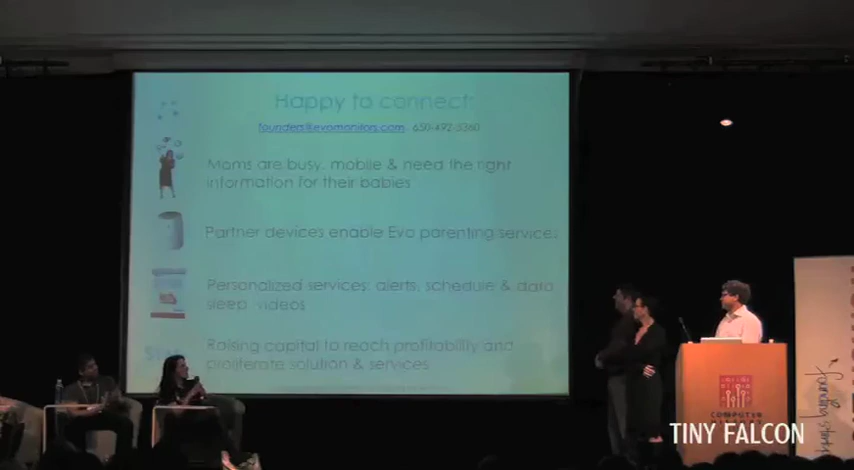 Happy to connect:
founders@evomonitors.com - 650-492-5360
Moms are busy, mobile & need the right
information for their babies
Partner devices enable Evo parenting services
Personalized services: alerts, schedule & data
sleep, videos
Raising capital to reach profitability and
proliferate solution & services
COMPUTER
TINY FALCON